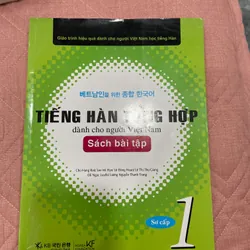 Giáo trình hiệu quả dành cho người Việt Nam học tiếng Hàn
베트남인을 위한 종합 한국어
TIẾNG HÀN TỔNG HỢP
dành cho người Việt Nam
Sách bài tập
Sơ cấp
1
KB 국민은행
KF